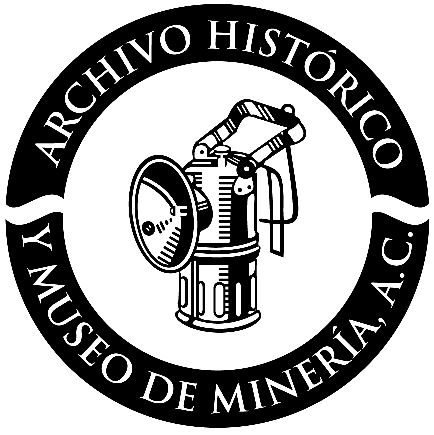 ARCHIVO HISTÓRICO
Y MUSEO DE MINERÍA, A.C.